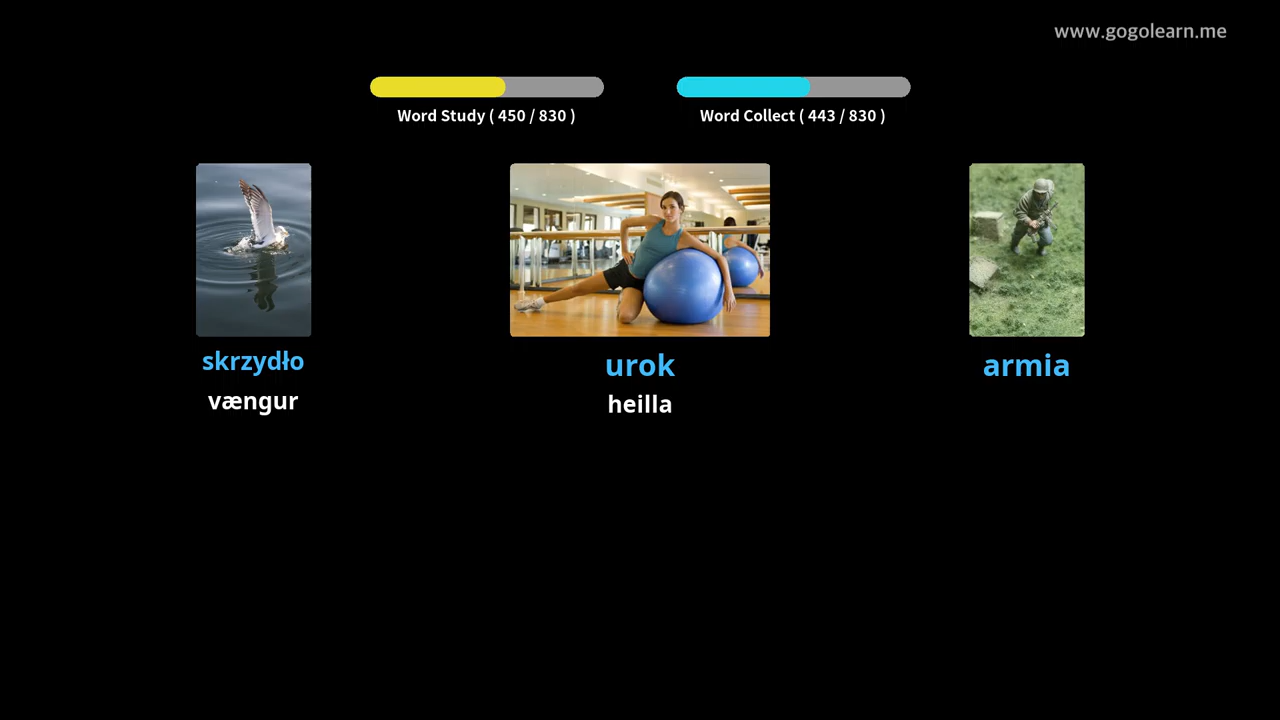 www.gogolearn.me
Word Study ( 450 / 830 )
Word Collect ( 443 / 830 )
skrzydło
urok
armia
vængur
heilla